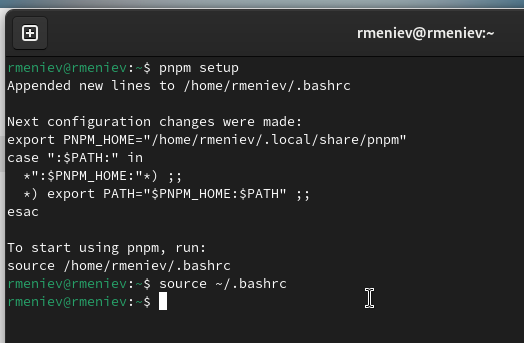 rmeniev@rmeniev:~
rmeniev@rmeniev:~$ pnpm setup
Appended new lines to /home/rmeniev/.bashrc
Next configuration changes were made:
export PNPM_HOME="/home/rmeniev/.local/share/pnpm"
case ":$PATH:" in
  *":$PNPM_HOME:"*) ;;
  *) export PATH="$PNPM_HOME:$PATH" ;;
esac
To start using pnpm, run:
source /home/rmeniev/.bashrc
rmeniev@rmeniev:~$ source ~/.bashrc
rmeniev@rmeniev:~$